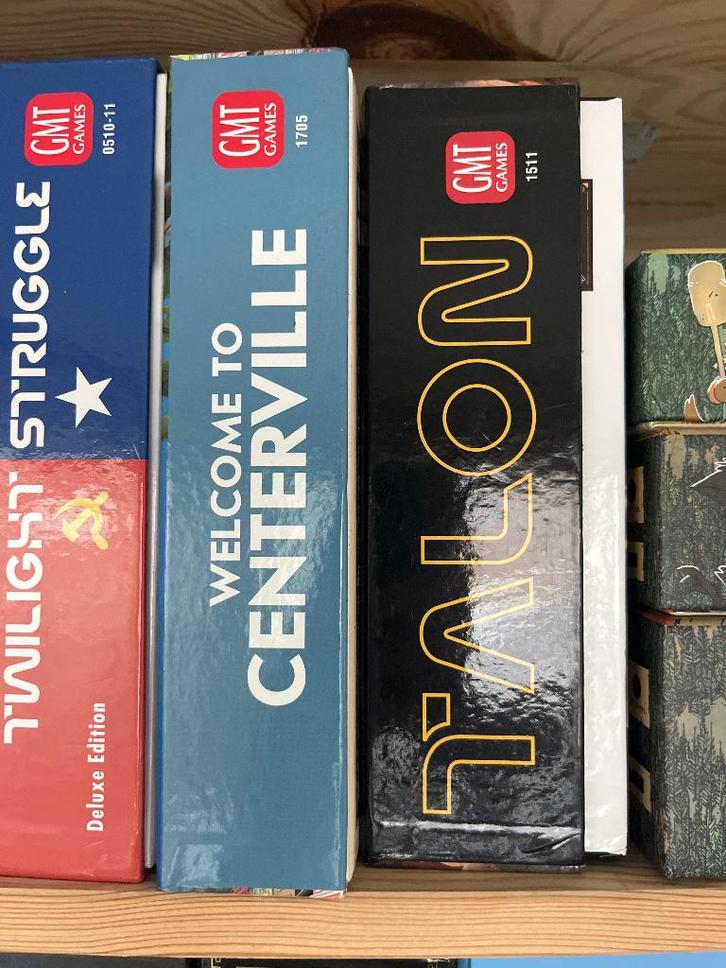 TWILIGHT STRUGGLE
Deluxe Edition
GMT
GAMES
0510-11
WELCOME TO
CENTERVILLE
GMT
GAMES
1705
TALON
GMT
GAMES
1511